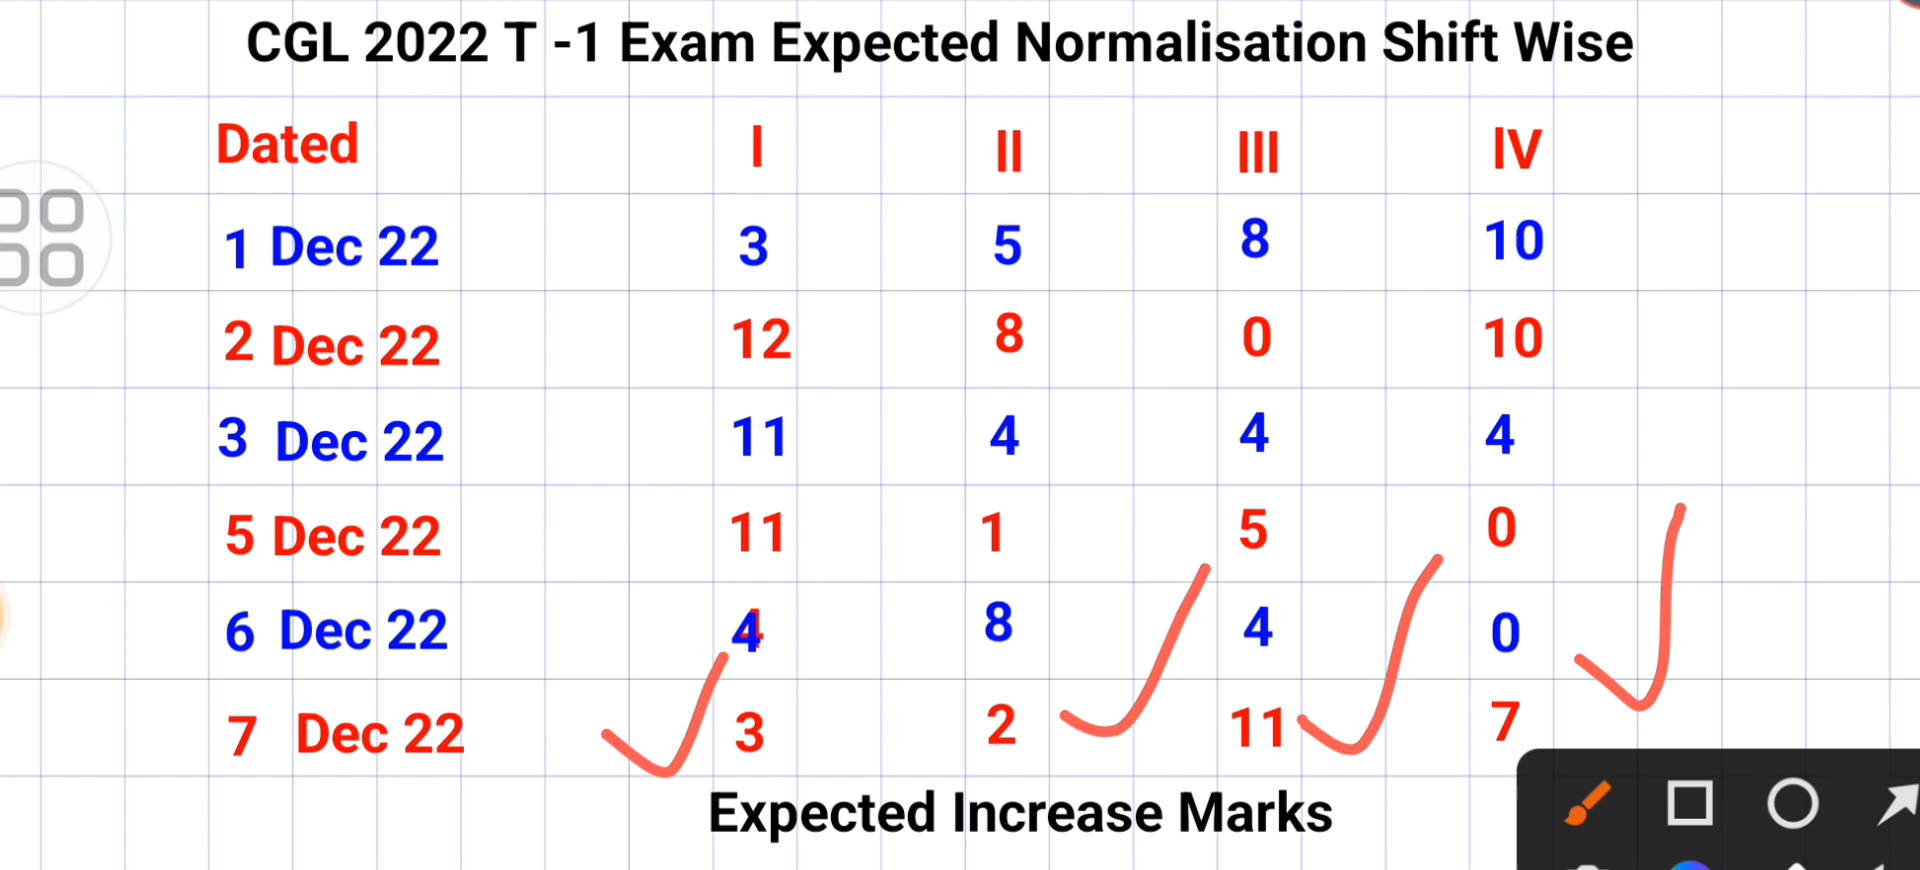 CGL 2022 T -1 Exam Expected Normalisation Shift Wise
Dated I II III IV
1 Dec 22 3 5 8 10
2 Dec 22 12 8 0 10
3 Dec 22 11 4 4 4
5 Dec 22 11 1 5 0
6 Dec 22 4 8 4 0
7 Dec 22 3 2 11 7
Expected Increase Marks